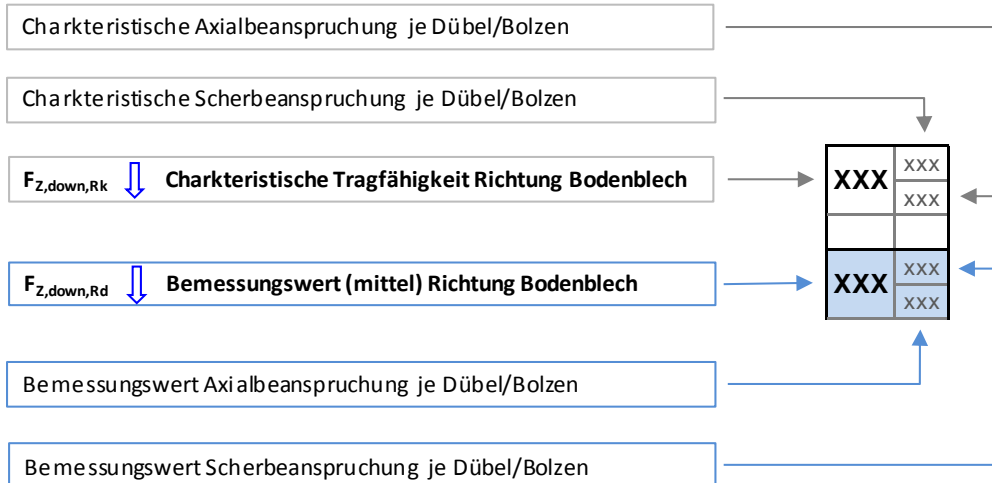 Charkteristische Axialbeanspruchung je Dübel/Bolzen
Charkteristische Scherbeanspruchung je Dübel/Bolzen
F_Z,down,Rk ⇩ Charkteristische Tragfähigkeit Richtung Bodenblech
XXX xxx
xxx
F_Z,down,Rd ⇩ Bemessungswert (mittel) Richtung Bodenblech
XXX xxx
xxx
Bemessungswert Axialbeanspruchung je Dübel/Bolzen
Bemessungswert Scherbeanspruchung je Dübel/Bolzen